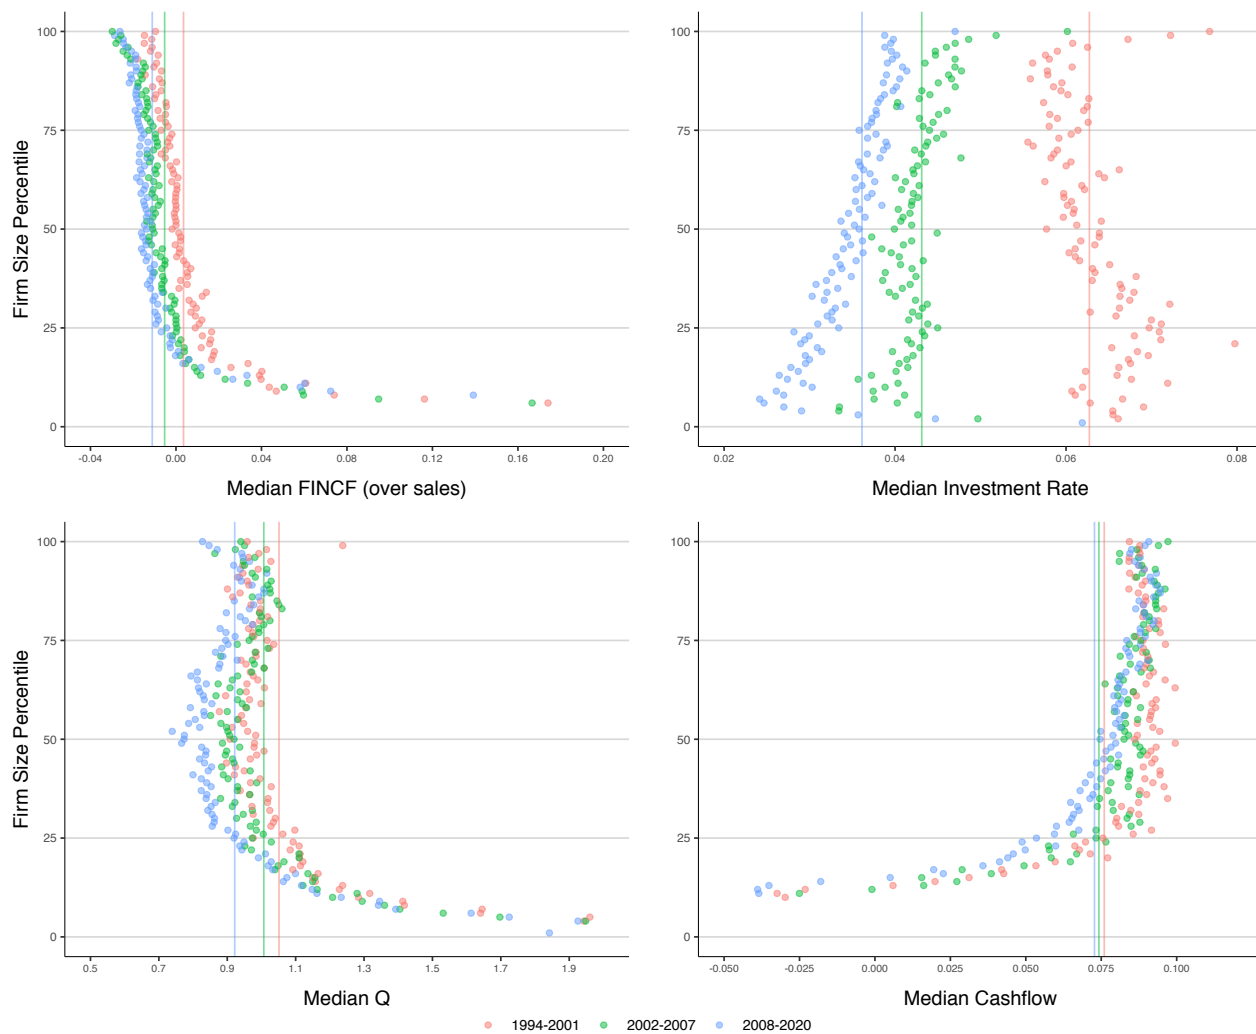 100
75
50
25
0
Firm Size Percentile
-0.04 0.00 0.04 0.08 0.12 0.16 0.20
Median FINCF (over sales)
100
75
50
25
0
0.02 0.04 0.06 0.08
Median Investment Rate
100
75
50
25
0
Firm Size Percentile
0.5 0.7 0.9 1.1 1.3 1.5 1.7 1.9
Median Q
100
75
50
25
0
-0.050 -0.025 0.000 0.025 0.050 0.075 0.100
Median Cashflow
1994-2001 2002-2007 2008-2020